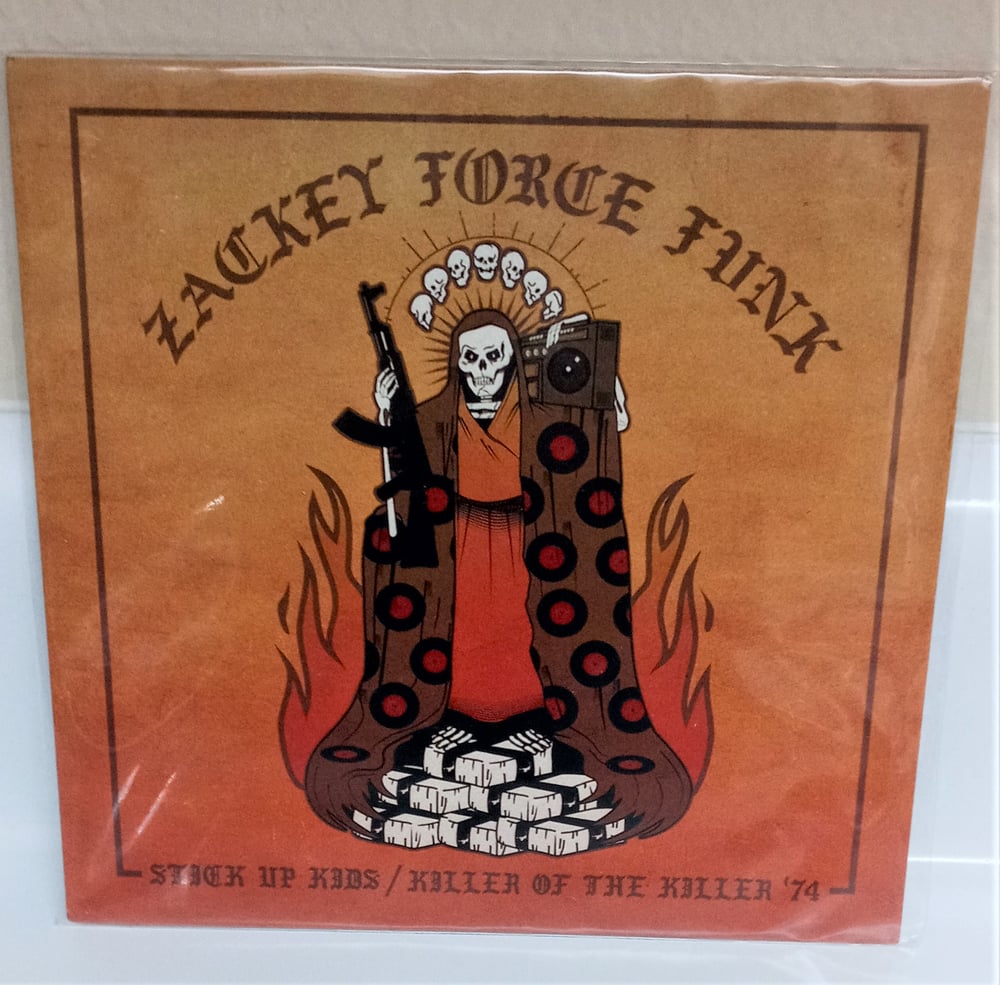 ZACKEY FORCE FUNK
STICK UP KIDS / KILLER OF THE KILLER '74